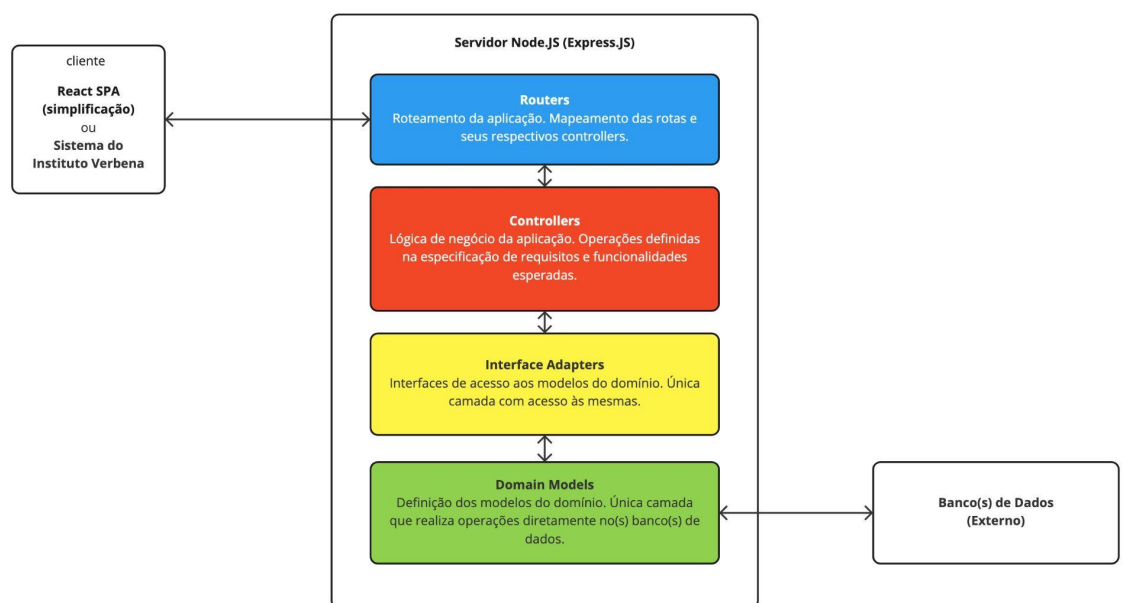 cliente
React SPA
(simplificação)
ou
Sistema do
Instituto Verbena
Servidor Node.JS (Express.JS)
Routers
Roteamento da aplicação. Mapeamento das rotas e
seus respectivos controllers.
Controllers
Lógica de negócio da aplicação. Operações definidas
na especificação de requisitos e funcionalidades
esperadas.
Interface Adapters
Interfaces de acesso aos modelos do domínio. Única
camada com acesso às mesmas.
Domain Models
Definição dos modelos do domínio. Única camada
que realiza operações diretamente no(s) banco(s) de
dados.
Banco(s) de Dados
(Externo)